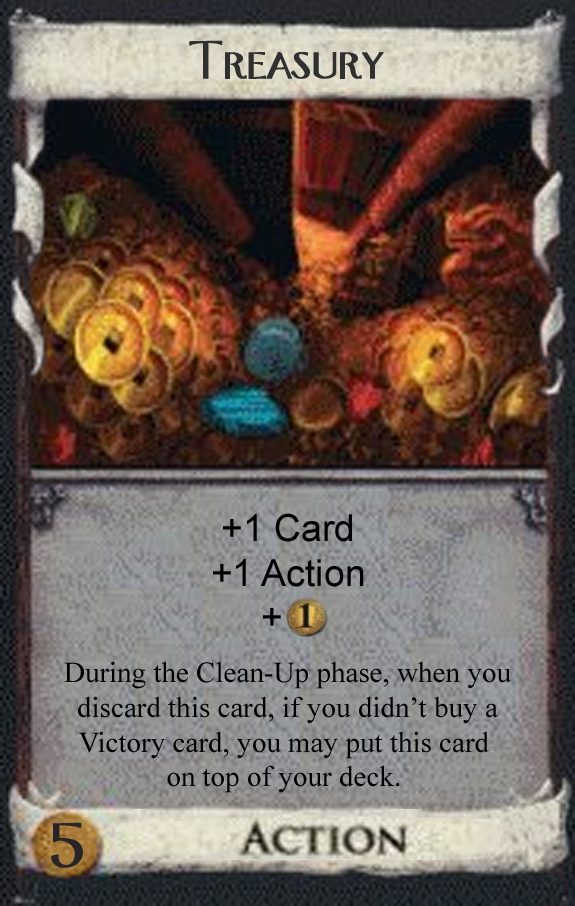 TREASURY
+1 Card
+1 Action
+ 1
During the Clean-Up phase, when you
discard this card, if you didn’t buy a
Victory card, you may put this card
on top of your deck.
5 ACTION